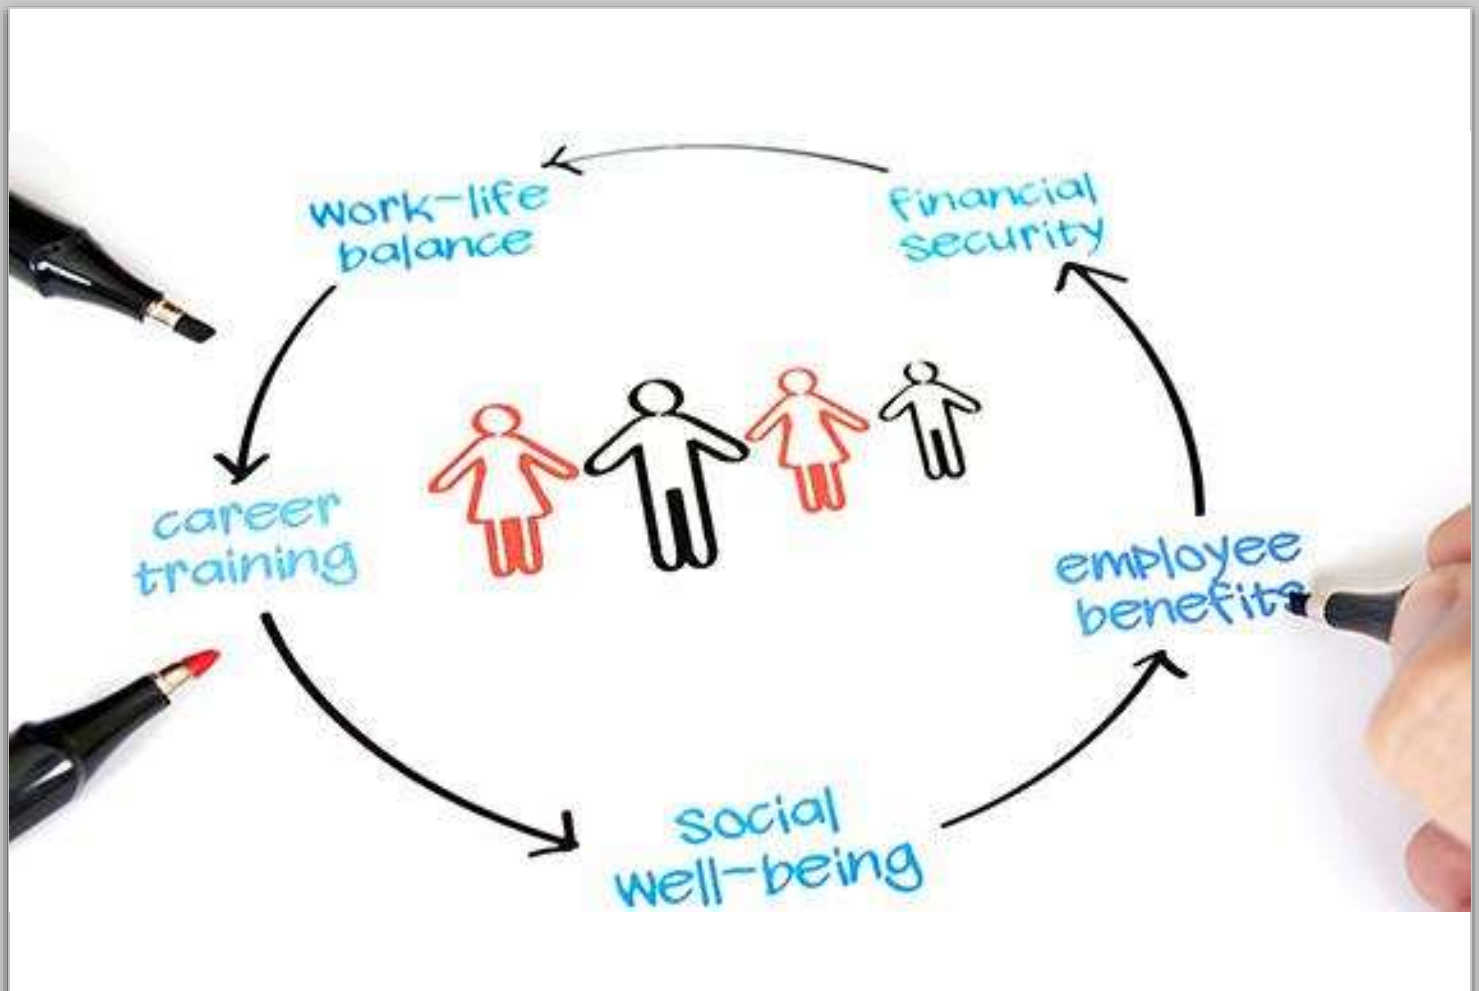 work-life
balance
financial
security
career
training
employee
benefits
social
well-being